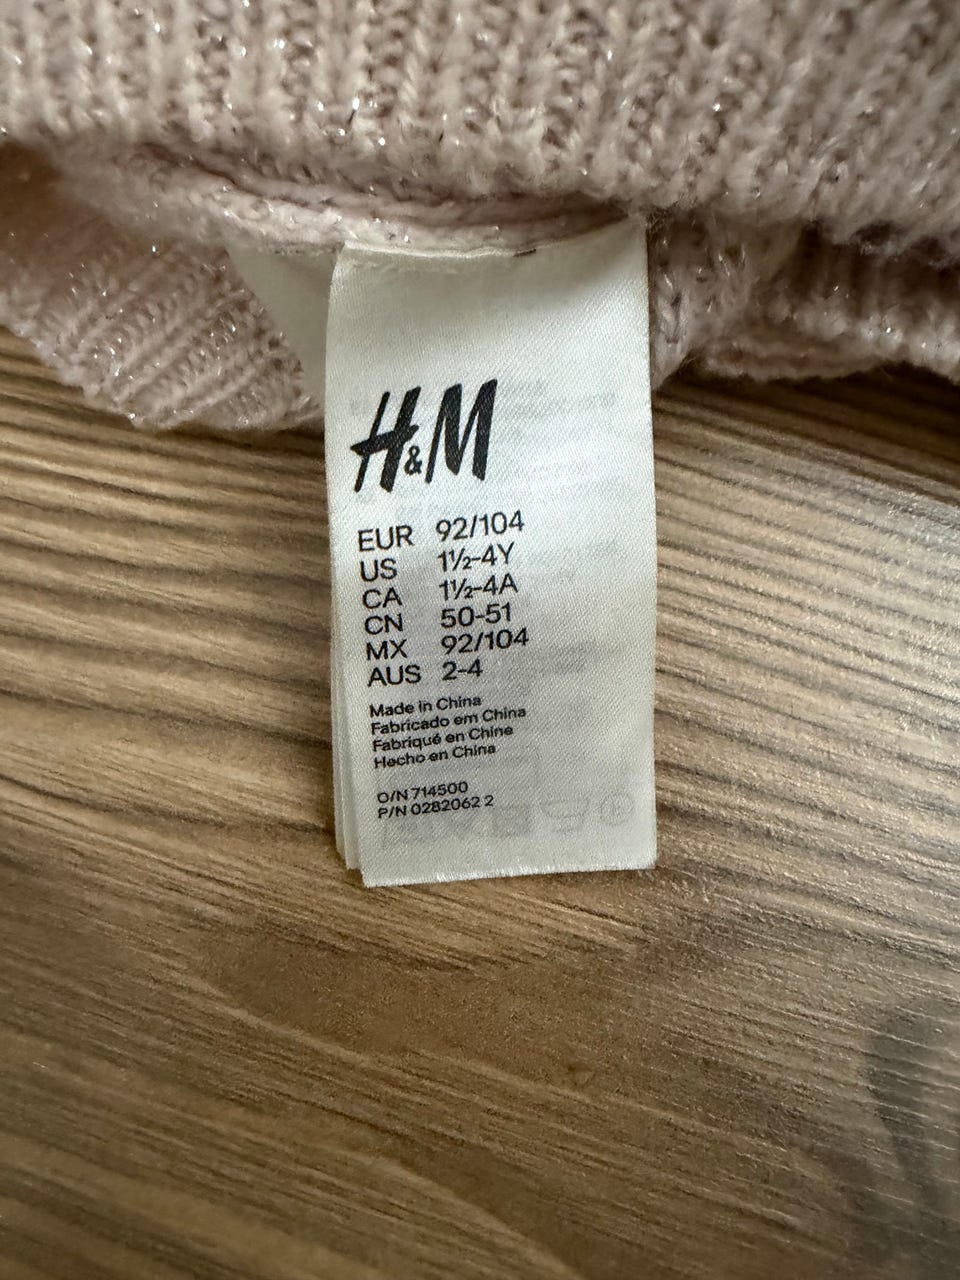 H&M
EUR 92/104
US 1½-4Y
CA 1½-4A
CN 50-51
MX 92/104
AUS 2-4
Made in China
Fabricado em China
Fabriqué en Chine
Hecho en China
O/N 714500
P/N 0282062 2